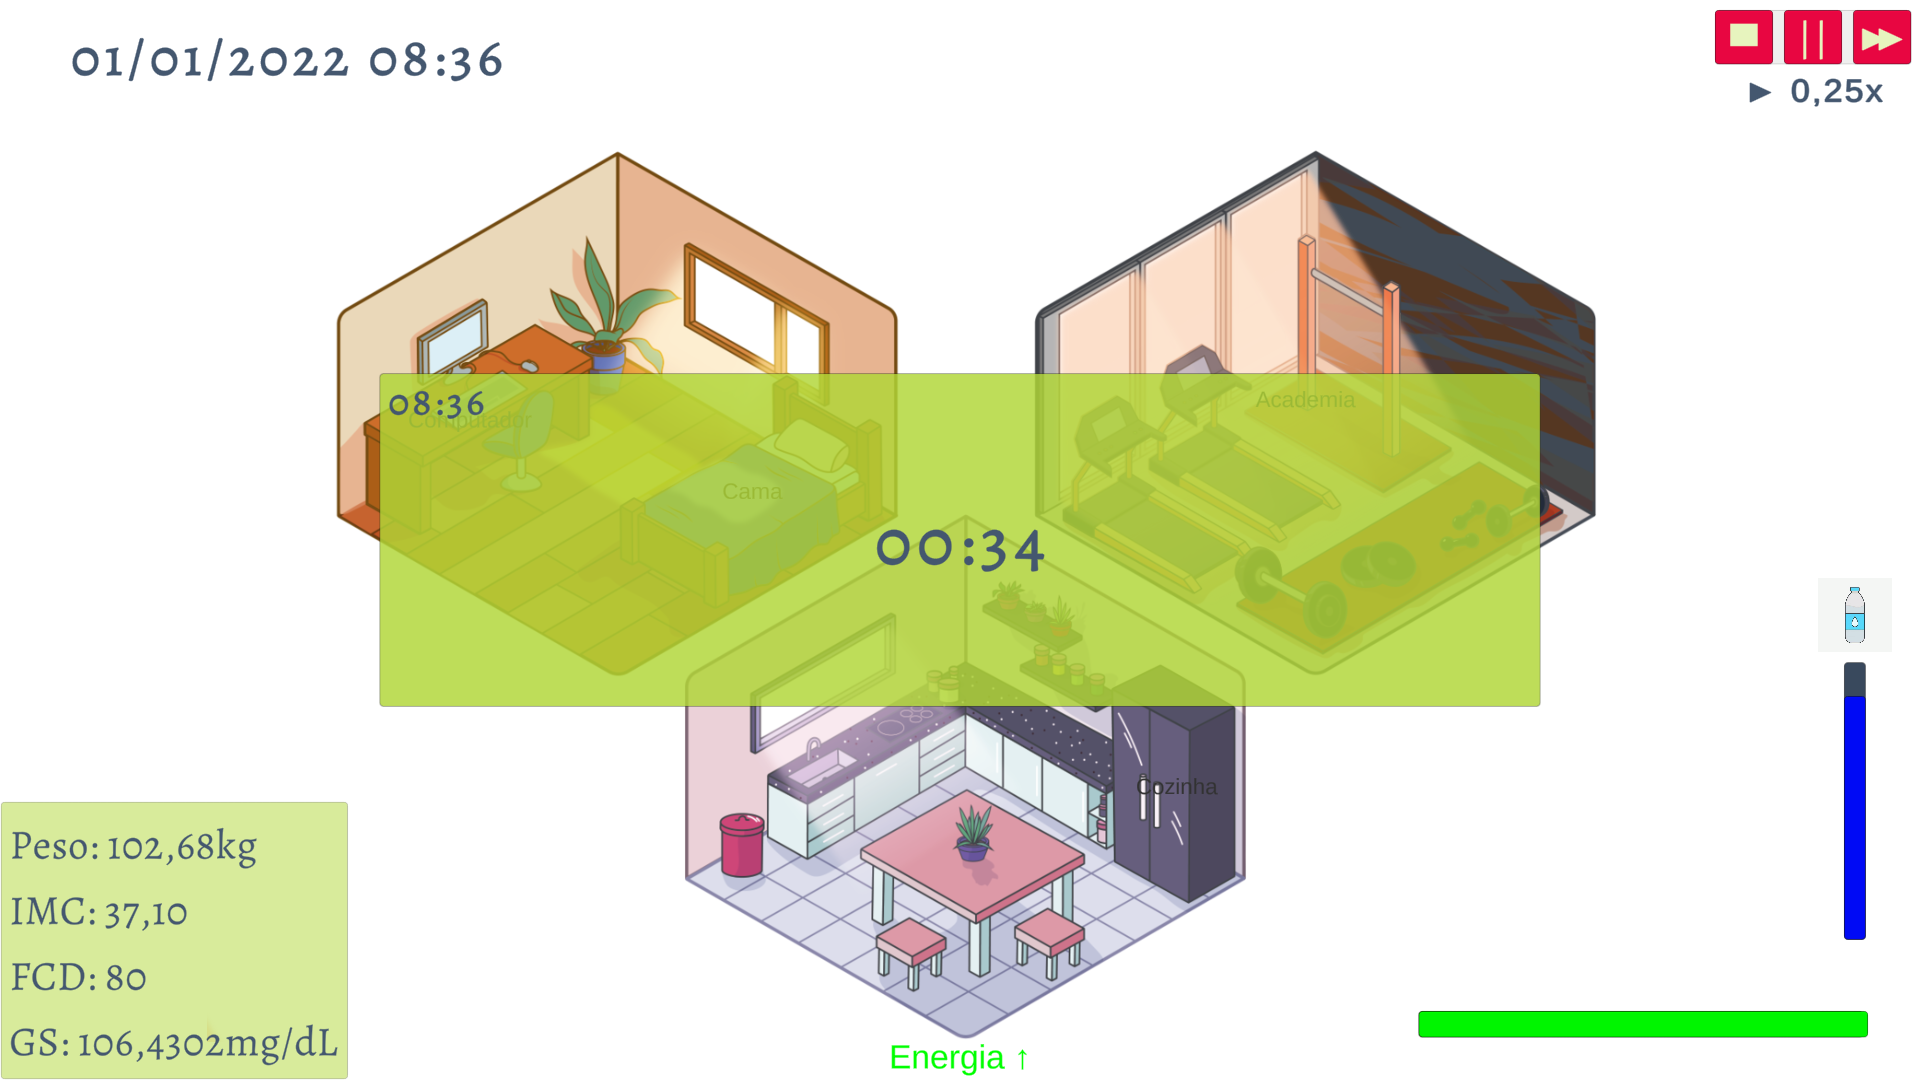 01/01/2022 08:36
► 0,25x
08:36
Computador
Academia
Cama
00:34
Cozinha
Peso: 102,68kg
IMC: 37,10
FCD: 80
GS: 106,4302mg/dL
Energia ↑